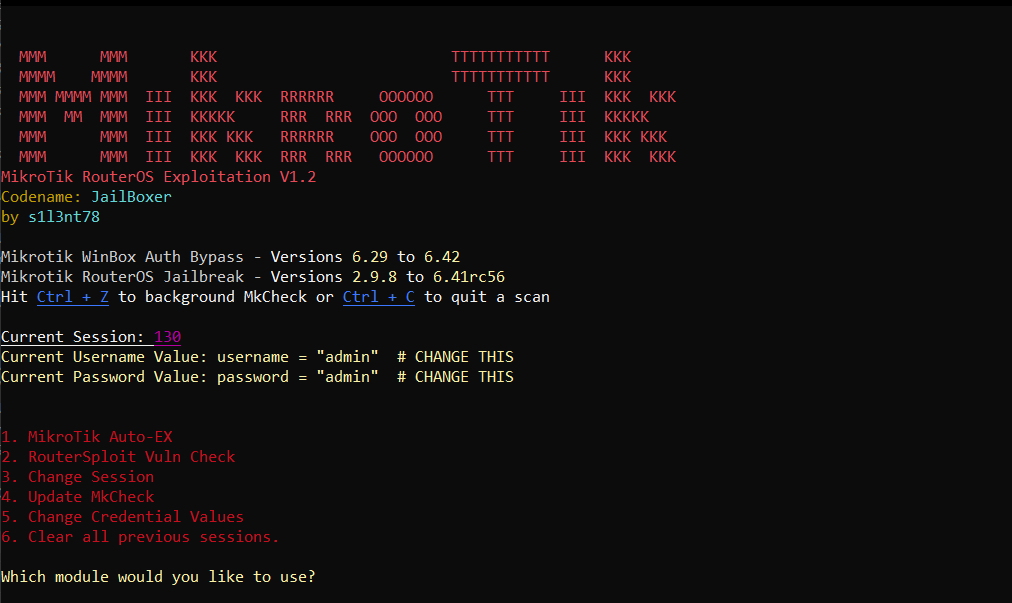 MMM      MMM       KKK                          TTTTTTTTTTT      KKK
MMMM    MMMM       KKK                          TTTTTTTTTTT      KKK
MMM MMMM MMM  III  KKK  KKK  RRRRRR     OOOOOO      TTT     III  KKK  KKK
MMM  MM  MMM  III  KKKKK     RRR  RRR  OOO  OOO     TTT     III  KKKKK
MMM      MMM  III  KKK KKK   RRRRRR    OOO  OOO     TTT     III  KKK KKK
MMM      MMM  III  KKK  KKK  RRR  RRR   OOOOOO      TTT     III  KKK  KKK
MikroTik RouterOS Exploitation V1.2
Codename: JailBoxer
by s1l3nt78
Mikrotik WinBox Auth Bypass - Versions 6.29 to 6.42
Mikrotik RouterOS Jailbreak - Versions 2.9.8 to 6.41rc56
Hit Ctrl + Z to background MkCheck or Ctrl + C to quit a scan
Current Session: 130
Current Username Value: username = "admin"  # CHANGE THIS
Current Password Value: password = "admin"  # CHANGE THIS
1. MikroTik Auto-EX
2. RouterSploit Vuln Check
3. Change Session
4. Update MkCheck
5. Change Credential Values
6. Clear all previous sessions.
Which module would you like to use?